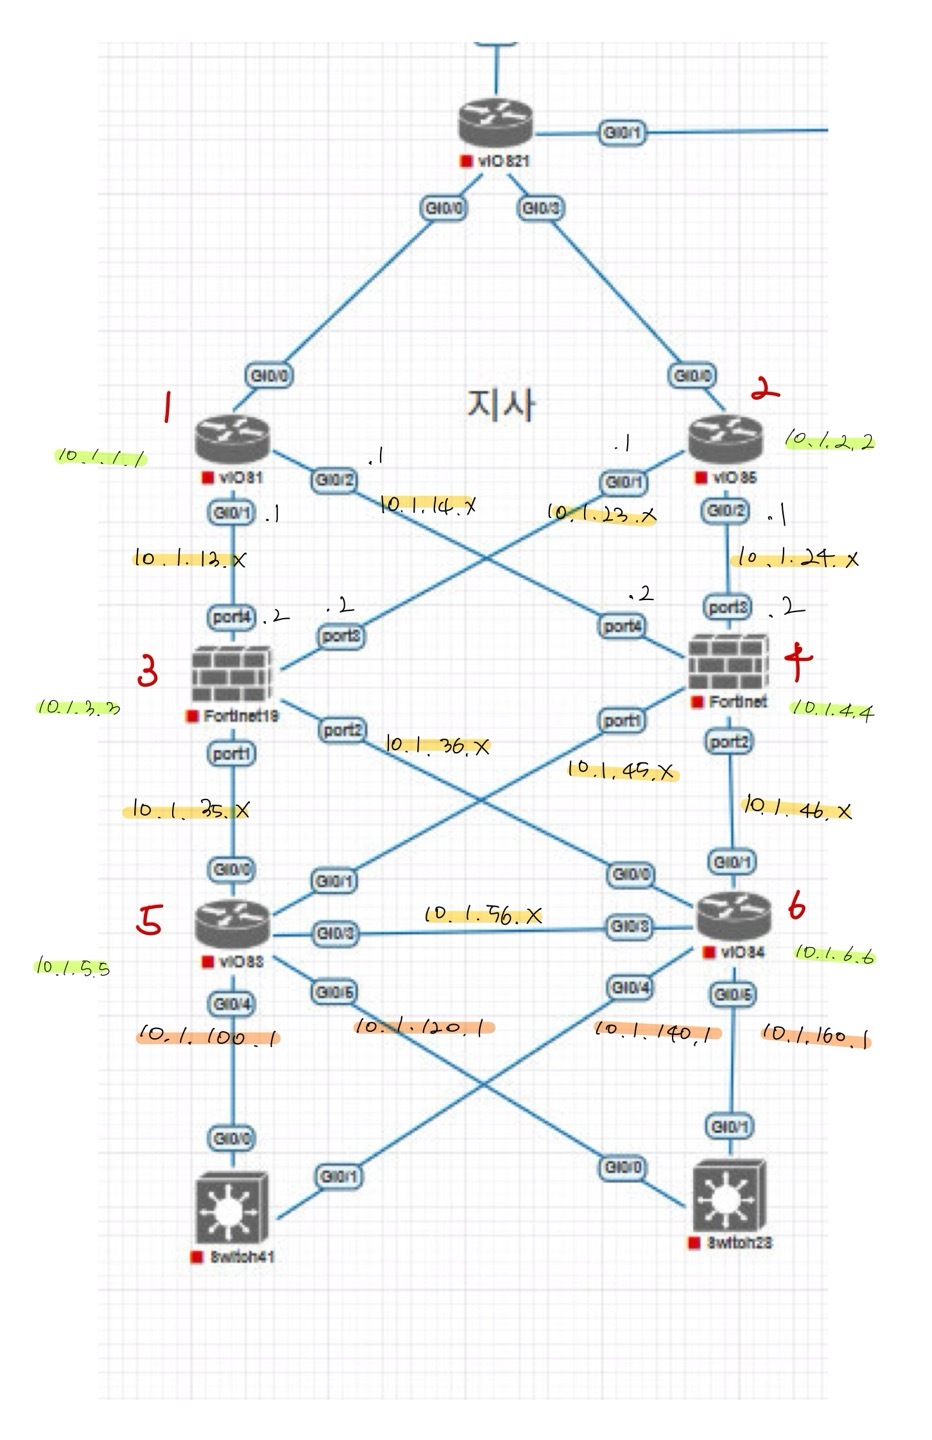 GI0/1
vIO821
GI0/0
GI0/3
GI0/0
GI0/0
1
지사
2
10.1.1.1
10.1.2.2
vIO81
.1
.1
vIO85
GI0/2
GI0/1
10.1.14.x
10.1.23.x
GI0/1 .1
GI0/2 .1
10.1.13.x
10.1.24.x
port4 .2
.2
.2
port3 .2
port3
port4
3
4
10.1.3.3
Fortinet19
Fortinet
10.1.4.4
port1
port2
port1
port2
10.1.36.x
10.1.45.x
10.1.35.x
10.1.46.x
GI0/0
GI0/1
GI0/0
GI0/1
5
10.1.56.x
6
GI0/3
GI0/3
10.1.5.5
vIO83
vIO84
10.1.6.6
GI0/4
GI0/5
GI0/4
GI0/5
10.1.100.1
10.1.120.1
10.1.140.1
10.1.160.1
GI0/0
GI0/1
GI0/1
GI0/0
Switch41
Switch28